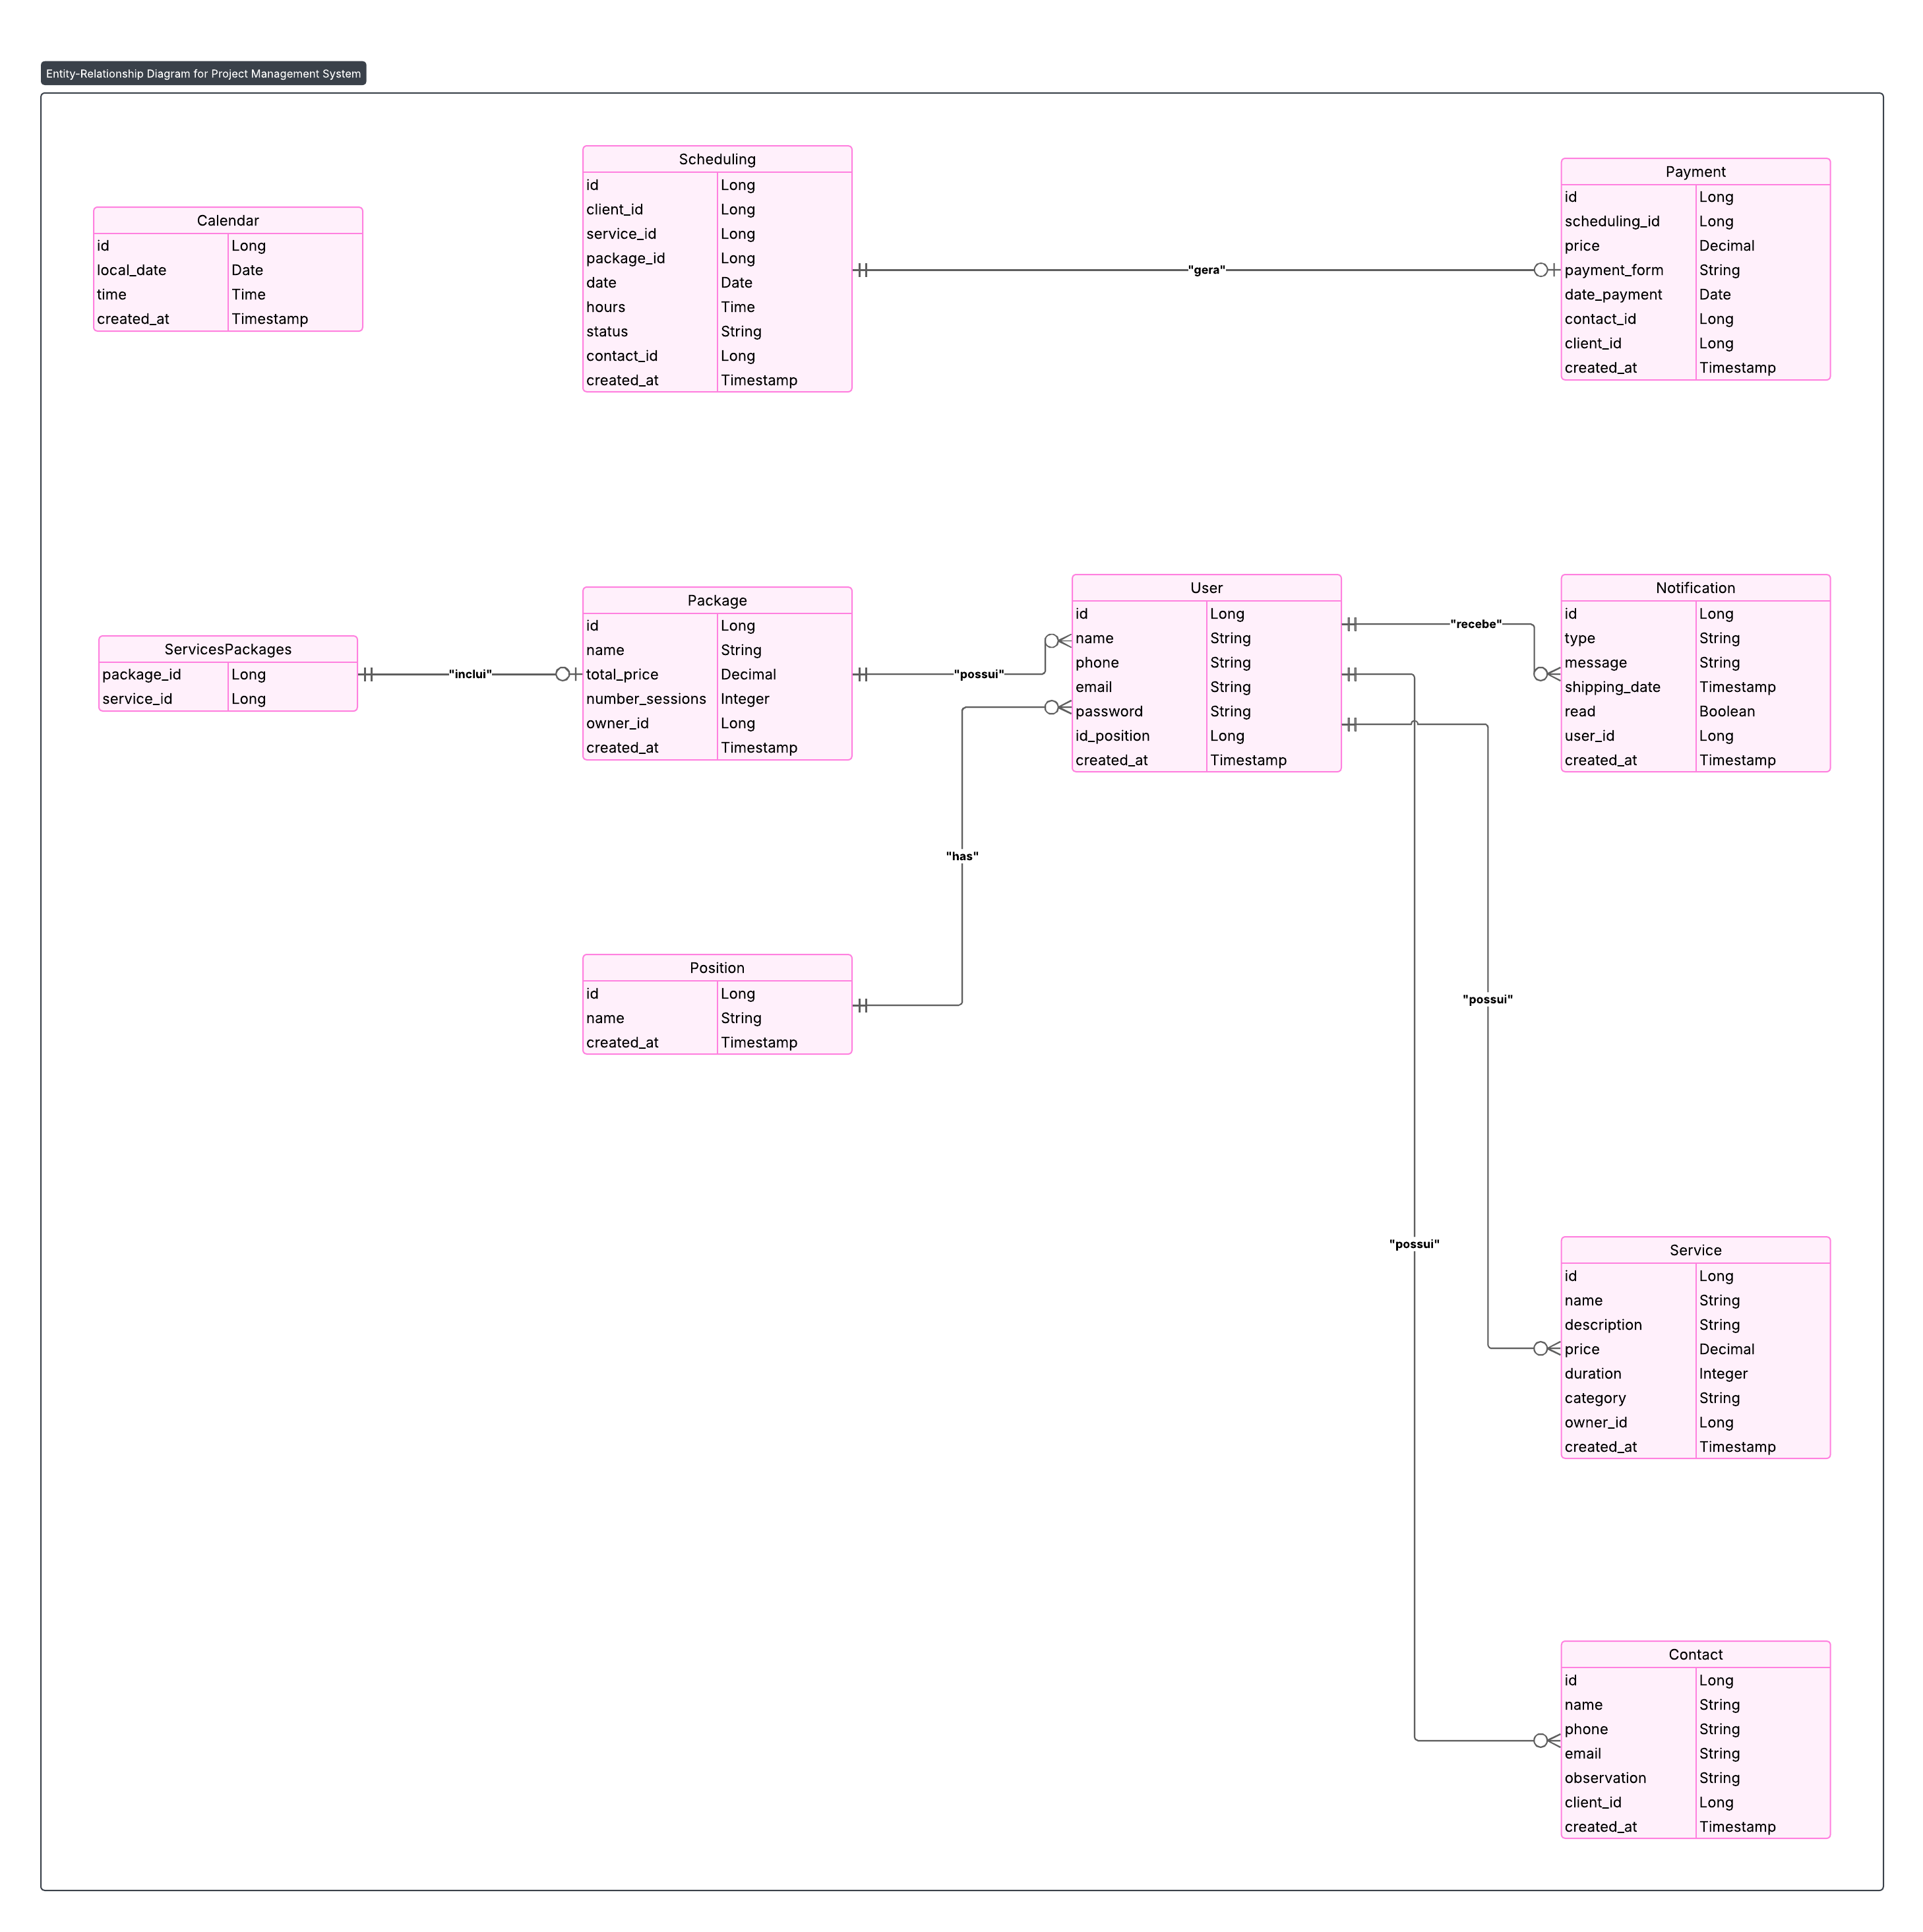 Entity-Relationship Diagram for Project Management System
Calendar
id Long
local_date Date
time Time
created_at Timestamp
Scheduling
id Long
client_id Long
service_id Long
package_id Long
date Date
hours Time
status String
contact_id Long
created_at Timestamp
"gera"
Payment
id Long
scheduling_id Long
price Decimal
payment_form String
date_payment Date
contact_id Long
client_id Long
created_at Timestamp
ServicesPackages
package_id Long
service_id Long
"inclui"
Package
id Long
name String
total_price Decimal
number_sessions Integer
owner_id Long
created_at Timestamp
"possui"
User
id Long
name String
phone String
email String
password String
id_position Long
created_at Timestamp
"recebe"
Notification
id Long
type String
message String
shipping_date Timestamp
read Boolean
user_id Long
created_at Timestamp
"has"
Position
id Long
name String
created_at Timestamp
"possui"
"possui"
Service
id Long
name String
description String
price Decimal
duration Integer
category String
owner_id Long
created_at Timestamp
Contact
id Long
name String
phone String
email String
observation String
client_id Long
created_at Timestamp